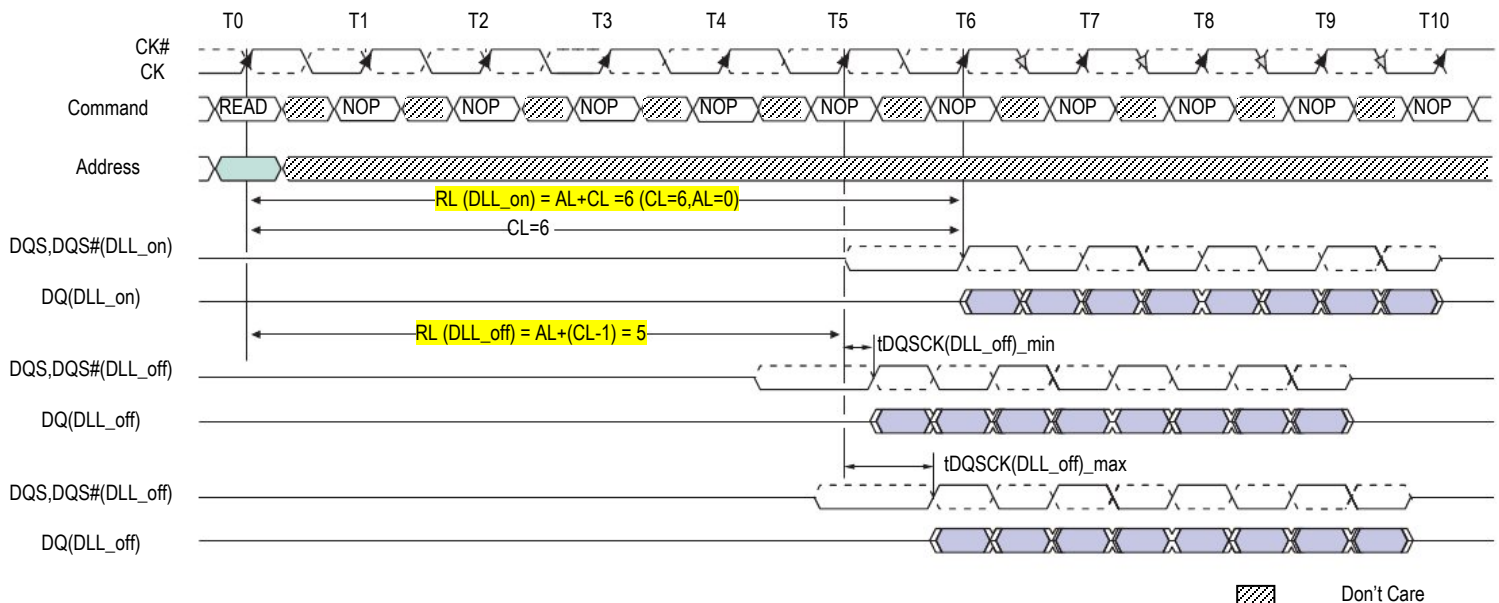 T0 T1 T2 T3 T4 T5 T6 T7 T8 T9 T10
CK#
CK
Command READ NOP NOP NOP NOP NOP NOP NOP NOP NOP NOP
Address
RL (DLL_on) = AL+CL =6 (CL=6,AL=0)
CL=6
DQS,DQS#(DLL_on)
DQ(DLL_on)
RL (DLL_off) = AL+(CL-1) = 5
tDQSCK(DLL_off)_min
DQS,DQS#(DLL_off)
DQ(DLL_off)
tDQSCK(DLL_off)_max
DQS,DQS#(DLL_off)
DQ(DLL_off)
Don't Care